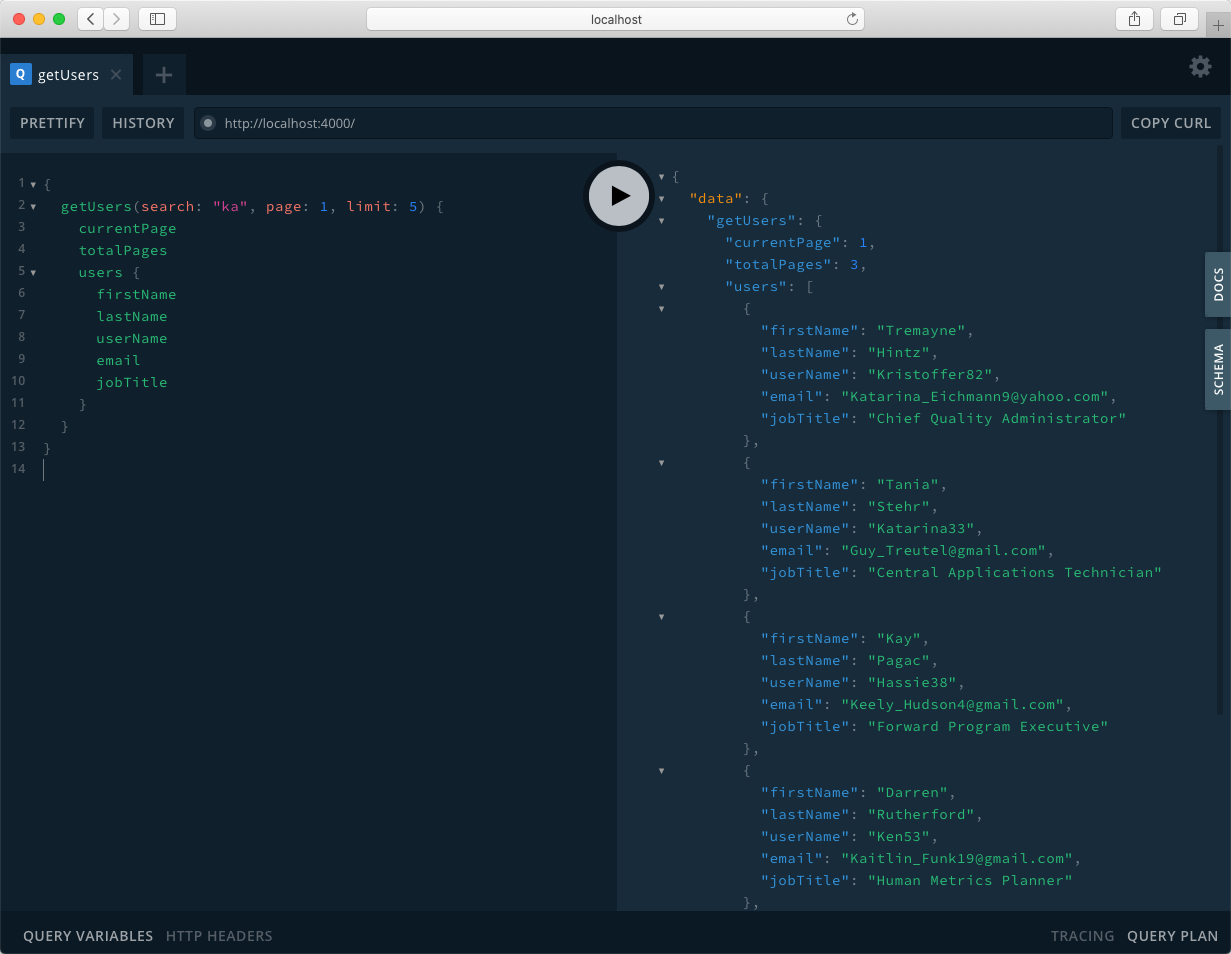 localhost
Q getUsers
PRETTIFY HISTORY http://localhost:4000/ COPY CURL
1 {
2 getUsers(search: "ka", page: 1, limit: 5) {
3 currentPage
4 totalPages
5 users {
6 firstName
7 lastName
8 userName
9 email
10 jobTitle
11 }
12 }
13 }
14
{
"data": {
"getUsers": {
"currentPage": 1,
"totalPages": 3,
"users": [
{
"firstName": "Tremayne",
"lastName": "Hintz",
"userName": "Kristoffer82",
"email": "Katarina_Eichmann9@yahoo.com",
"jobTitle": "Chief Quality Administrator"
},
{
"firstName": "Tania",
"lastName": "Stehr",
"userName": "Katarina33",
"email": "Guy_Treutel@gmail.com",
"jobTitle": "Central Applications Technician"
},
{
"firstName": "Kay",
"lastName": "Pagac",
"userName": "Hassie38",
"email": "Keely_Hudson4@gmail.com",
"jobTitle": "Forward Program Executive"
},
{
"firstName": "Darren",
"lastName": "Rutherford",
"userName": "Ken53",
"email": "Kaitlin_Funk19@gmail.com",
"jobTitle": "Human Metrics Planner"
},
DOCS
SCHEMA
QUERY VARIABLES HTTP HEADERS
TRACING QUERY PLAN